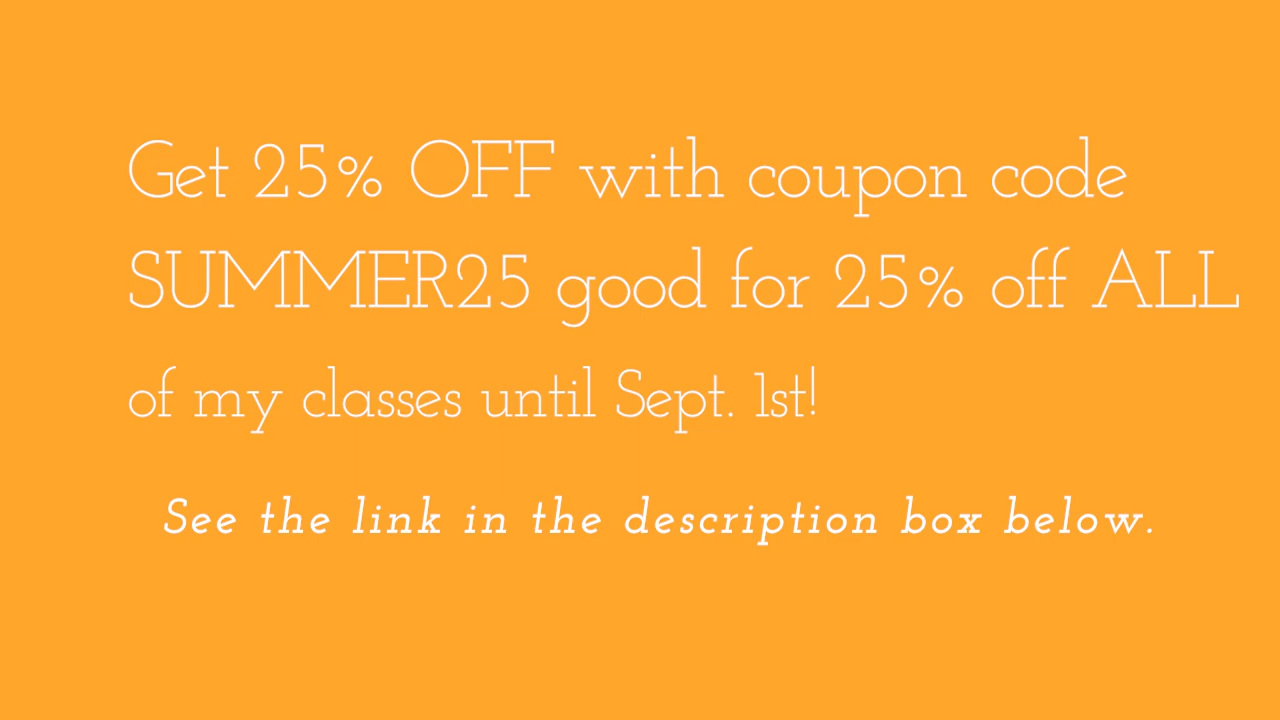 Get 25% OFF with coupon code
SUMMER25 good for 25% off ALL
of my classes until Sept. 1st!
See the link in the description box below.